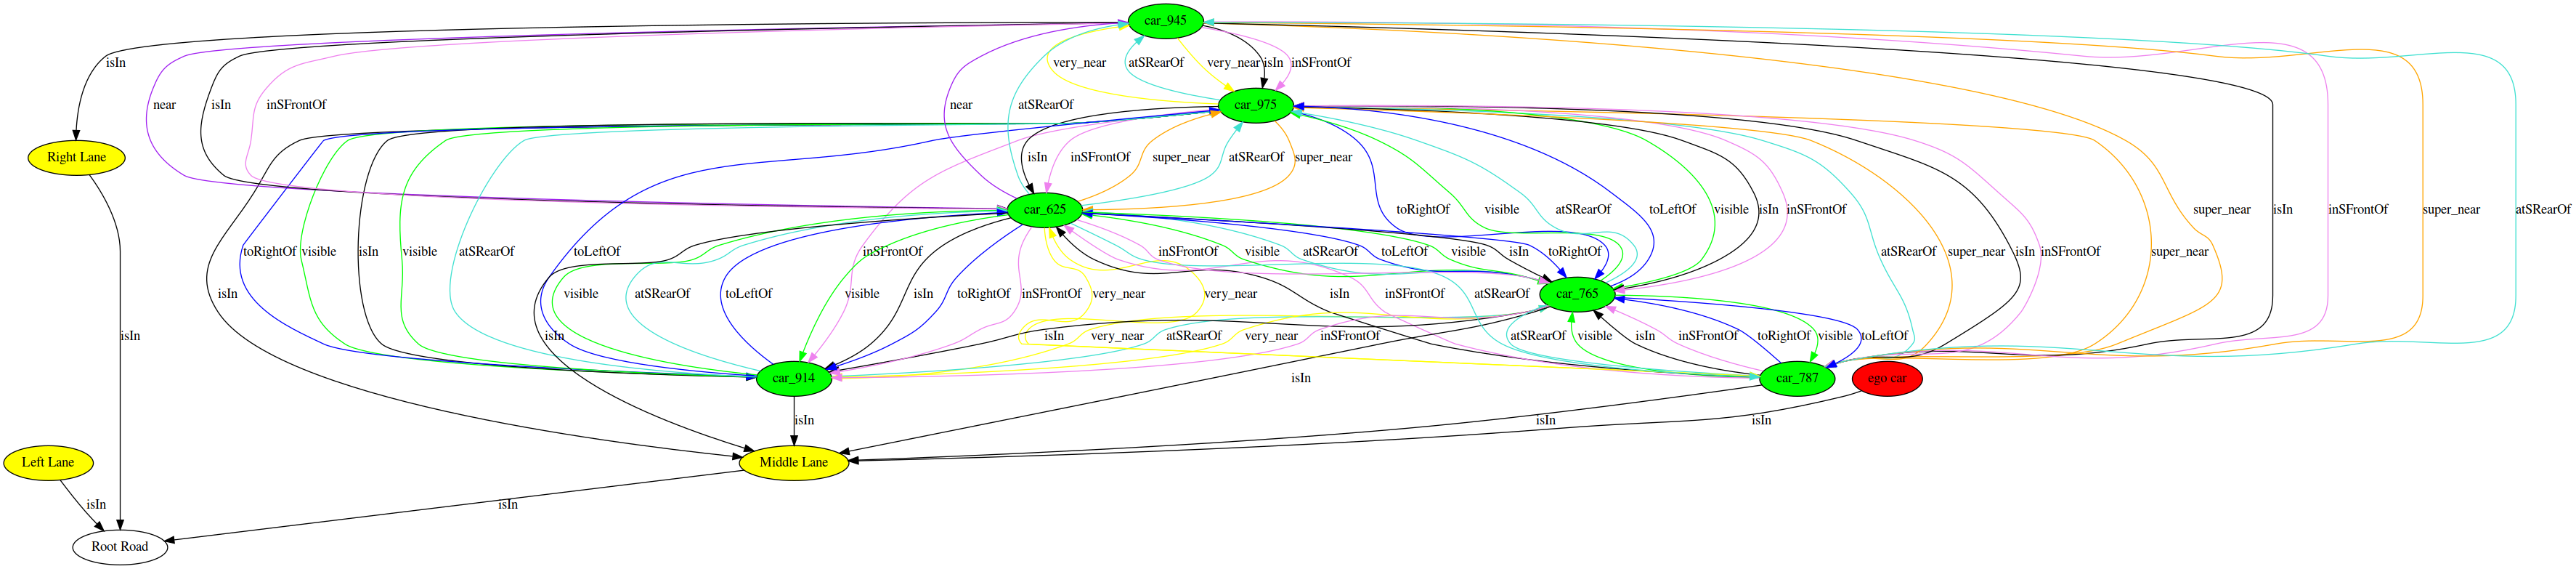 car_945
isIn very_near atSRearOf very_near isIn inSFrontOf
near isIn inSFrontOf near atSRearOf car_975
Right Lane isIn inSFrontOf super_near atSRearOf super_near
car_625 toRightOf visible atSRearOf toLeftOf visible isIn inSFrontOf super_near isIn inSFrontOf super_near atSRearOf
toRightOf visible isIn visible atSRearOf toLeftOf inSFrontOf inSFrontOf visible atSRearOf toLeftOf visible isIn toRightOf atSRearOf super_near isIn inSFrontOf super_near
isIn visible atSRearOf toLeftOf visible isIn toRightOf inSFrontOf very_near very_near isIn inSFrontOf atSRearOf car_765
isIn isIn isIn very_near atSRearOf very_near inSFrontOf atSRearOf visible isIn inSFrontOf toRightOf visible toLeftOf
car_914 isIn car_787 ego car
isIn isIn isIn
Left Lane Middle Lane
isIn isIn
Root Road